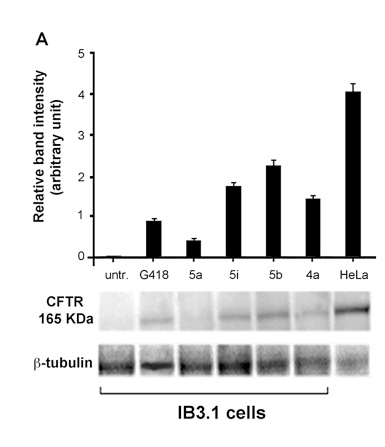 A
Relative band intensity
(arbitrary unit)
5
4
3
2
1
0
untr. G418 5a 5i 5b 4a HeLa
CFTR
165 KDa
β-tubulin
IB3.1 cells